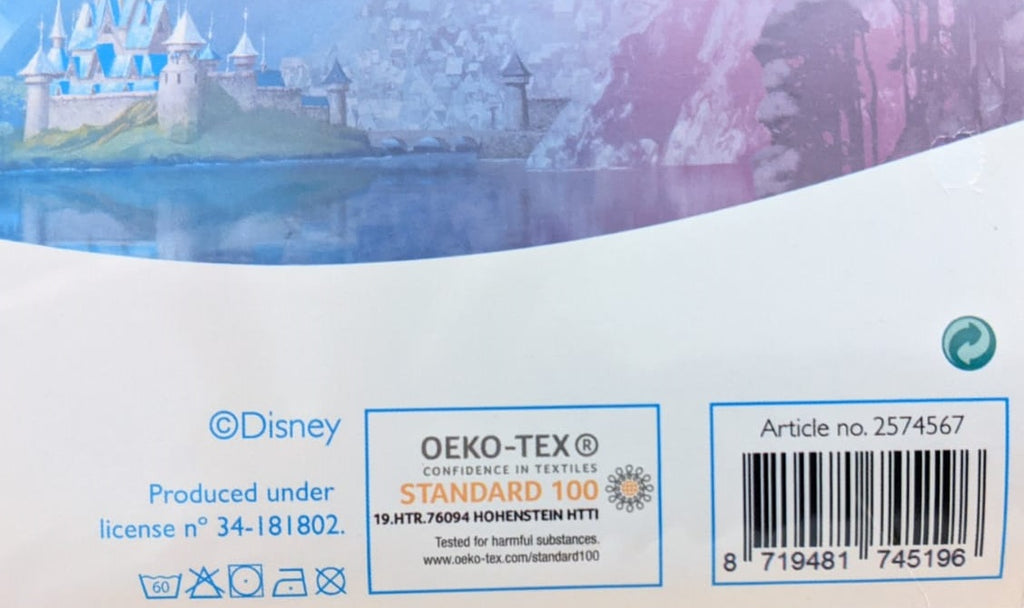 ©Disney
Produced under
license n° 34-181802.
60
OEKO-TEX®
CONFIDENCE IN TEXTILES
STANDARD 100
19.HTR.76094 HOHENSTEIN HTTI
Tested for harmful substances.
www.oeko-tex.com/standard100
Article no. 2574567
8 719481 745196